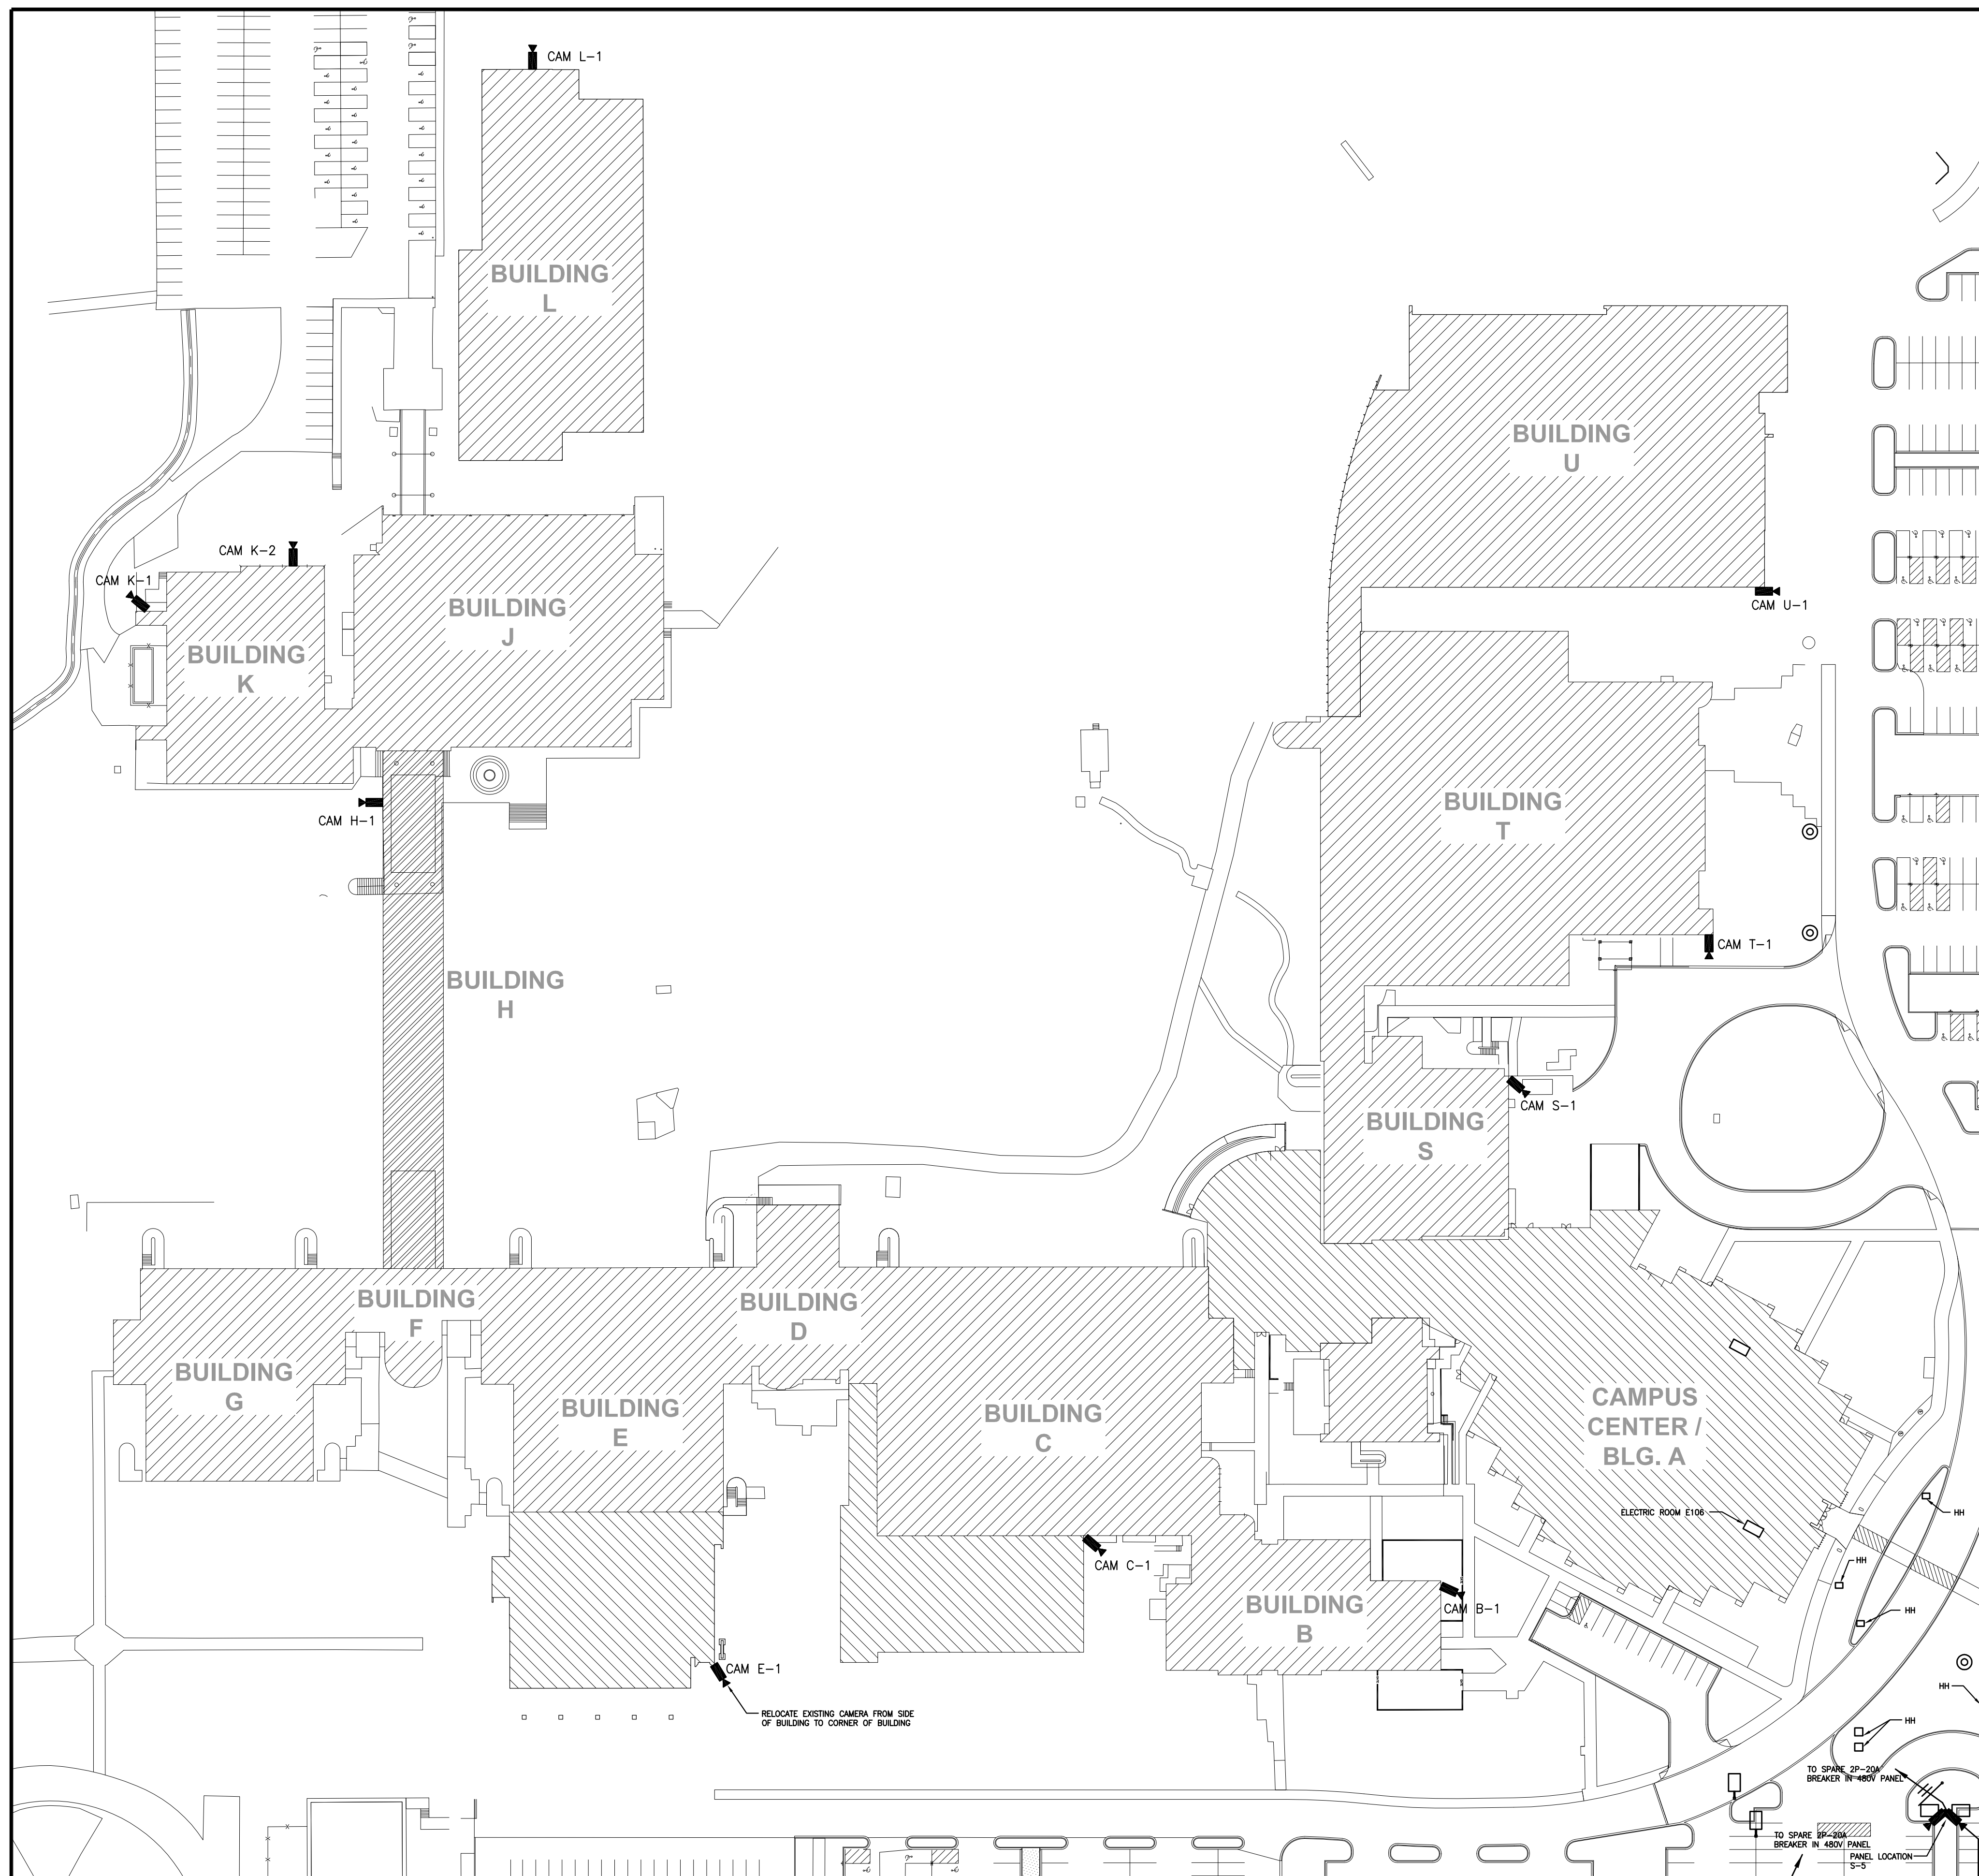 CAM L-1
BUILDING
L
BUILDING
U
CAM K-2
CAM K-1
CAM U-1
BUILDING
J
BUILDING
K
BUILDING
T
CAM H-1
CAM T-1
BUILDING
H
CAM S-1
BUILDING
S
BUILDING
F
BUILDING
D
BUILDING
G
BUILDING
E
BUILDING
C
CAMPUS
CENTER /
BLG. A
ELECTRIC ROOM E106
HH
HH
CAM C-1
BUILDING
B
CAM B-1
HH
CAM E-1
RELOCATE EXISTING CAMERA FROM SIDE
OF BUILDING TO CORNER OF BUILDING
HH
HH
TO SPARE 2P-20A
BREAKER IN 480V PANEL
TO SPARE 2P-20A
BREAKER IN 480V PANEL
PANEL LOCATION
S-5